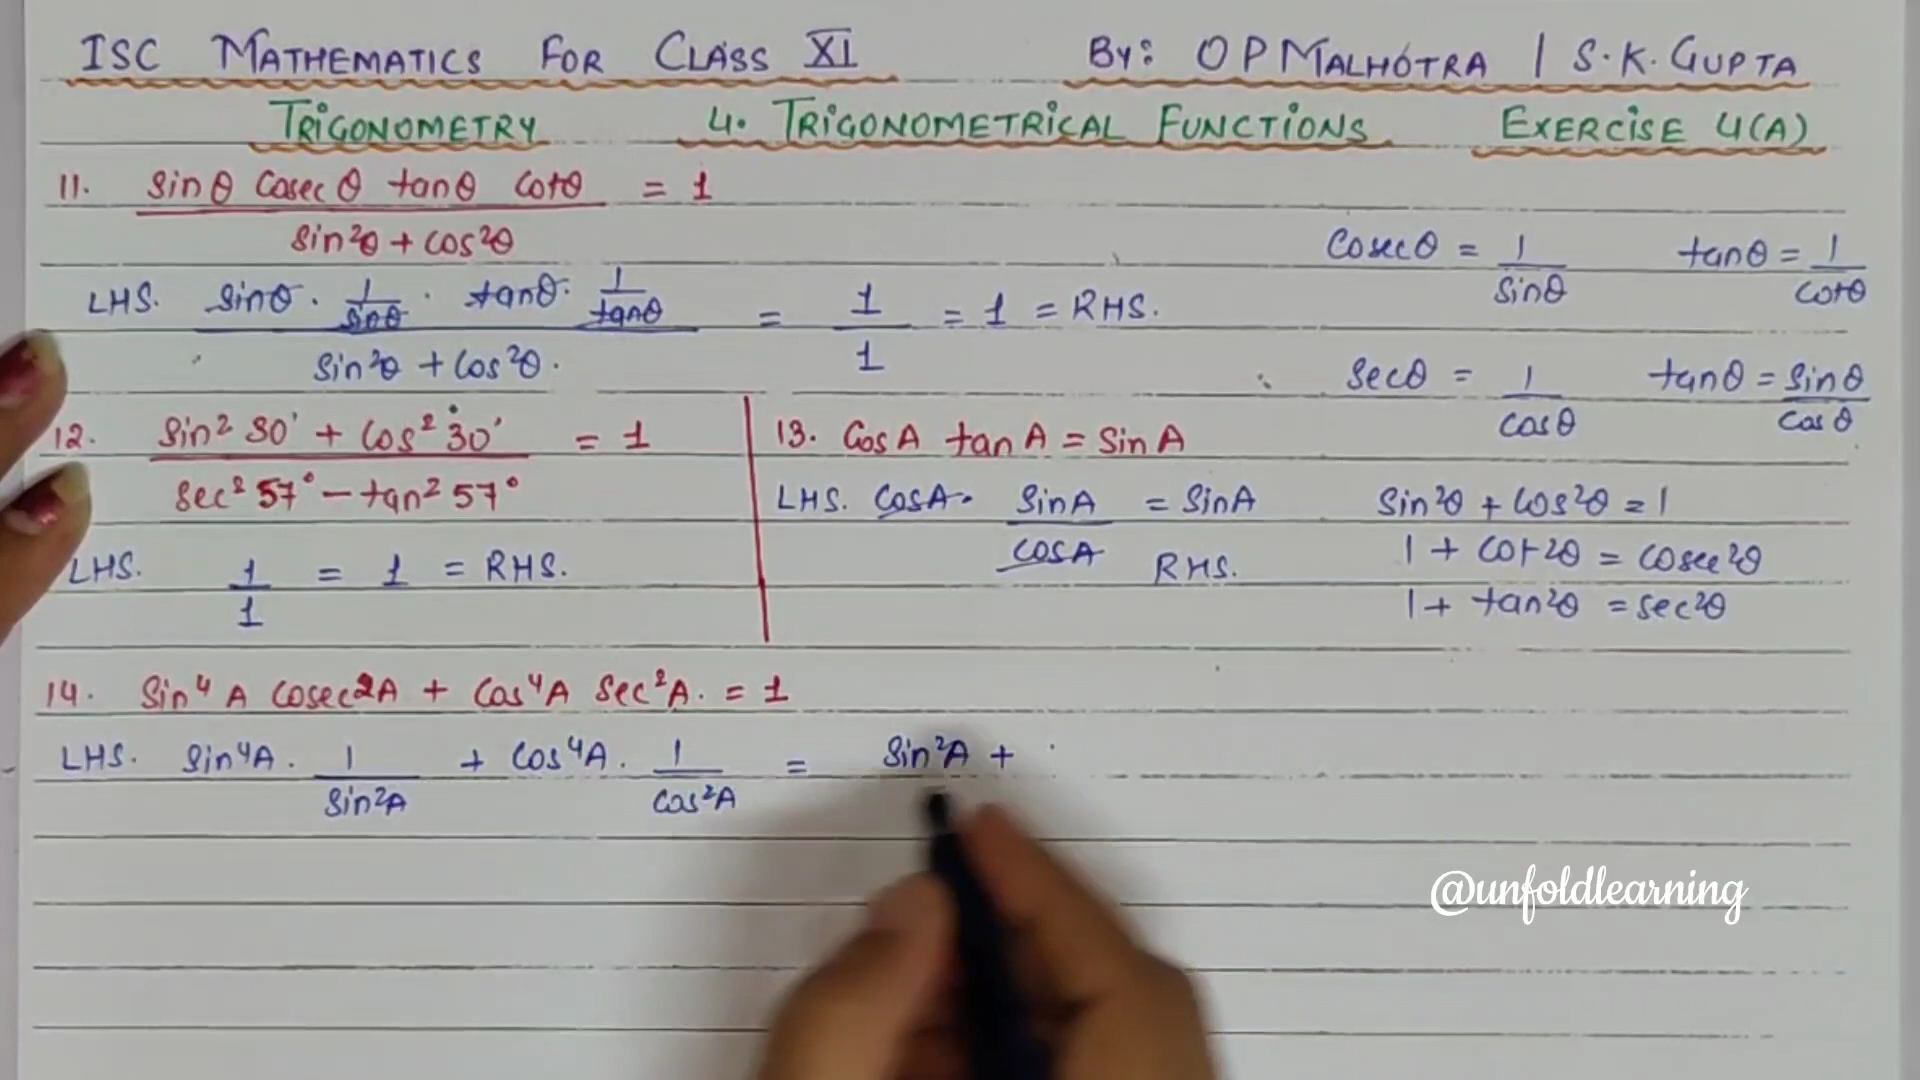 ISC MATHEMATICS FOR CLASS XI BY: O P MALHOTRA | S.K. GUPTA
TRIGONOMETRY 4. TRIGONOMETRICAL FUNCTIONS EXERCISE 4(A)
11. sinθ cosecθ tanθ cotθ = 1
sin²θ + cos²θ
cosecθ = 1 tanθ = 1
sinθ cotθ
LHS. sinθ . 1 . tanθ . 1 = 1 = 1 = RHS.
sinθ tanθ
sin²θ + cos²θ . 1
secθ = 1 tanθ = sinθ
cosθ cosθ
12. sin² 30' + cos² 30' = 1
sec² 57° – tan² 57°
LHS. 1 = 1 = RHS.
1
13. cosA tanA = sinA
LHS. cosA . sinA = sinA
cosA RHS.
sin²θ + cos²θ = 1
1 + cot²θ = cosec²θ
1 + tan²θ = sec²θ
14. sin⁴ A cosec²A + cos⁴A sec²A. = 1
LHS. sin⁴A . 1 + cos⁴A . 1 = sin²A +
sin²A cos²A
@unfoldlearning